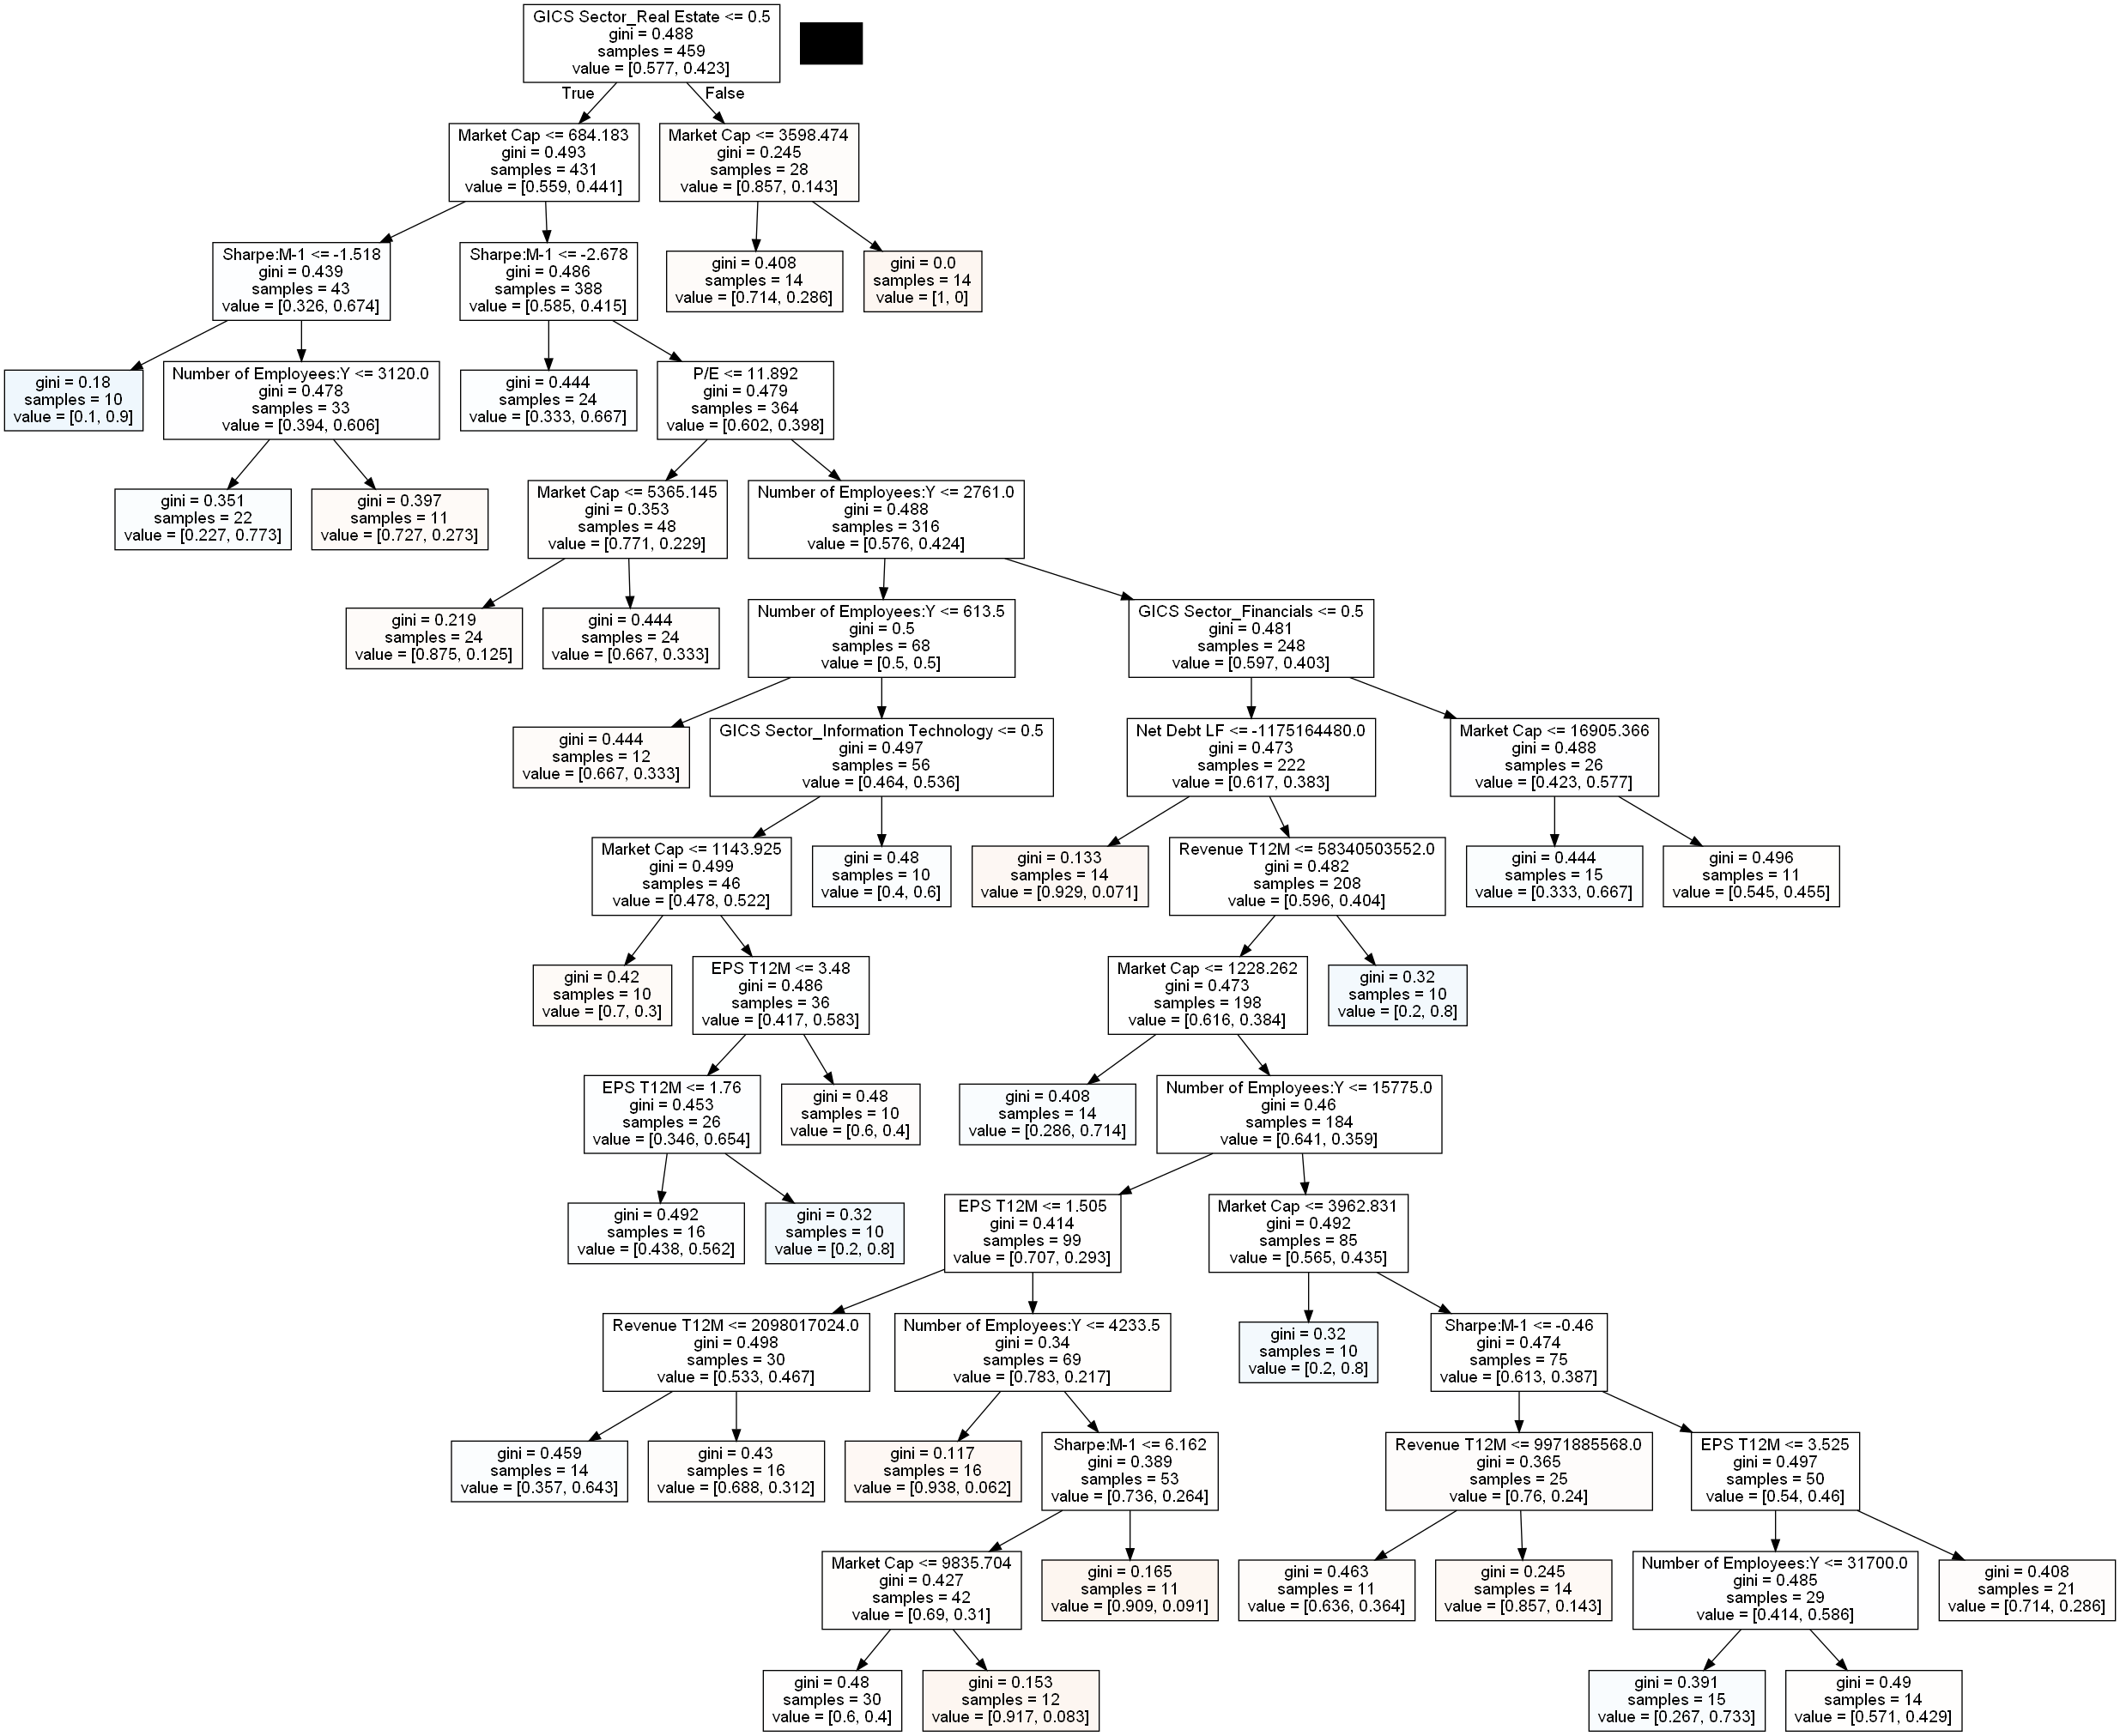 GICS Sector_Real Estate <= 0.5
gini = 0.488
samples = 459
value = [0.577, 0.423]
True
False
Market Cap <= 684.183
gini = 0.493
samples = 431
value = [0.559, 0.441]
Market Cap <= 3598.474
gini = 0.245
samples = 28
value = [0.857, 0.143]
Sharpe:M-1 <= -1.518
gini = 0.439
samples = 43
value = [0.326, 0.674]
Sharpe:M-1 <= -2.678
gini = 0.486
samples = 388
value = [0.585, 0.415]
gini = 0.408
samples = 14
value = [0.714, 0.286]
gini = 0.0
samples = 14
value = [1, 0]
gini = 0.18
samples = 10
value = [0.1, 0.9]
Number of Employees:Y <= 3120.0
gini = 0.478
samples = 33
value = [0.394, 0.606]
gini = 0.444
samples = 24
value = [0.333, 0.667]
P/E <= 11.892
gini = 0.479
samples = 364
value = [0.602, 0.398]
gini = 0.351
samples = 22
value = [0.227, 0.773]
gini = 0.397
samples = 11
value = [0.727, 0.273]
Market Cap <= 5365.145
gini = 0.353
samples = 48
value = [0.771, 0.229]
Number of Employees:Y <= 2761.0
gini = 0.488
samples = 316
value = [0.576, 0.424]
gini = 0.219
samples = 24
value = [0.875, 0.125]
gini = 0.444
samples = 24
value = [0.667, 0.333]
Number of Employees:Y <= 613.5
gini = 0.5
samples = 68
value = [0.5, 0.5]
GICS Sector_Financials <= 0.5
gini = 0.481
samples = 248
value = [0.597, 0.403]
gini = 0.444
samples = 12
value = [0.667, 0.333]
GICS Sector_Information Technology <= 0.5
gini = 0.497
samples = 56
value = [0.464, 0.536]
Net Debt LF <= -1175164480.0
gini = 0.473
samples = 222
value = [0.617, 0.383]
Market Cap <= 16905.366
gini = 0.488
samples = 26
value = [0.423, 0.577]
Market Cap <= 1143.925
gini = 0.499
samples = 46
value = [0.478, 0.522]
gini = 0.48
samples = 10
value = [0.4, 0.6]
gini = 0.133
samples = 14
value = [0.929, 0.071]
Revenue T12M <= 58340503552.0
gini = 0.482
samples = 208
value = [0.596, 0.404]
gini = 0.444
samples = 15
value = [0.333, 0.667]
gini = 0.496
samples = 11
value = [0.545, 0.455]
gini = 0.42
samples = 10
value = [0.7, 0.3]
EPS T12M <= 3.48
gini = 0.486
samples = 36
value = [0.417, 0.583]
Market Cap <= 1228.262
gini = 0.473
samples = 198
value = [0.616, 0.384]
gini = 0.32
samples = 10
value = [0.2, 0.8]
EPS T12M <= 1.76
gini = 0.453
samples = 26
value = [0.346, 0.654]
gini = 0.48
samples = 10
value = [0.6, 0.4]
gini = 0.408
samples = 14
value = [0.286, 0.714]
Number of Employees:Y <= 15775.0
gini = 0.46
samples = 184
value = [0.641, 0.359]
gini = 0.492
samples = 16
value = [0.438, 0.562]
gini = 0.32
samples = 10
value = [0.2, 0.8]
EPS T12M <= 1.505
gini = 0.414
samples = 99
value = [0.707, 0.293]
Market Cap <= 3962.831
gini = 0.492
samples = 85
value = [0.565, 0.435]
Revenue T12M <= 2098017024.0
gini = 0.498
samples = 30
value = [0.533, 0.467]
Number of Employees:Y <= 4233.5
gini = 0.34
samples = 69
value = [0.783, 0.217]
gini = 0.32
samples = 10
value = [0.2, 0.8]
Sharpe:M-1 <= -0.46
gini = 0.474
samples = 75
value = [0.613, 0.387]
gini = 0.459
samples = 14
value = [0.357, 0.643]
gini = 0.43
samples = 16
value = [0.688, 0.312]
gini = 0.117
samples = 16
value = [0.938, 0.062]
Sharpe:M-1 <= 6.162
gini = 0.389
samples = 53
value = [0.736, 0.264]
Revenue T12M <= 9971885568.0
gini = 0.365
samples = 25
value = [0.76, 0.24]
EPS T12M <= 3.525
gini = 0.497
samples = 50
value = [0.54, 0.46]
Market Cap <= 9835.704
gini = 0.427
samples = 42
value = [0.69, 0.31]
gini = 0.165
samples = 11
value = [0.909, 0.091]
gini = 0.463
samples = 11
value = [0.636, 0.364]
gini = 0.245
samples = 14
value = [0.857, 0.143]
Number of Employees:Y <= 31700.0
gini = 0.485
samples = 29
value = [0.414, 0.586]
gini = 0.408
samples = 21
value = [0.714, 0.286]
gini = 0.48
samples = 30
value = [0.6, 0.4]
gini = 0.153
samples = 12
value = [0.917, 0.083]
gini = 0.391
samples = 15
value = [0.267, 0.733]
gini = 0.49
samples = 14
value = [0.571, 0.429]